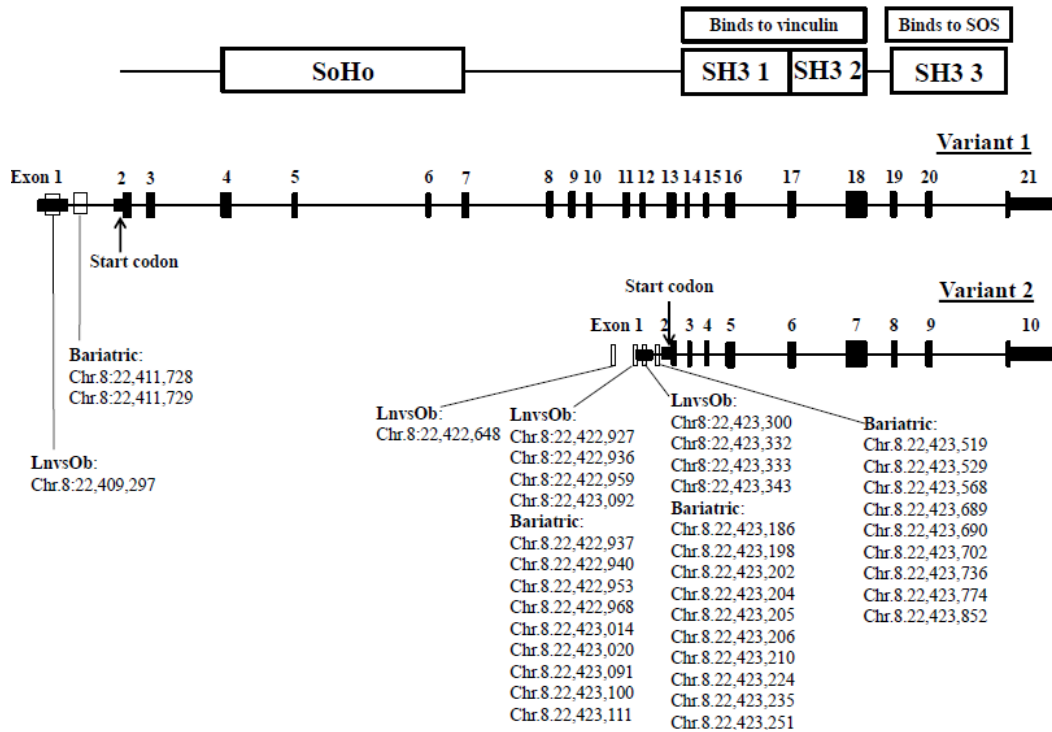 Binds to vinculin Binds to SOS
SoHo SH3 1 SH3 2 SH3 3
Variant 1
Exon 1 2 3 4 5 6 7 8 9 10 11 12 13 14 15 16 17 18 19 20 21
Start codon
Variant 2
Start codon
Exon 1 2 3 4 5 6 7 8 9 10
Bariatric:
Chr.8:22,411,728
Chr.8:22,411,729
LnvsOb:
Chr.8:22,409,297
LnvsOb:
Chr.8:22,422,648
LnvsOb:
Chr.8:22,422,927
Chr.8:22,422,936
Chr.8:22,422,959
Chr.8:22,423,092
Bariatric:
Chr.8.22,422,937
Chr.8.22,422,940
Chr.8.22,422,953
Chr.8.22,422,968
Chr.8.22,423,014
Chr.8.22,423,020
Chr.8.22,423,091
Chr.8.22,423,100
Chr.8.22,423,111
LnvsOb:
Chr8:22,423,300
Chr8:22,423,332
Chr8:22,423,333
Chr8:22,423,343
Bariatric:
Chr.8.22,423,186
Chr.8.22,423,198
Chr.8.22,423,202
Chr.8.22,423,204
Chr.8.22,423,205
Chr.8.22,423,206
Chr.8.22,423,210
Chr.8.22,423,224
Chr.8.22,423,235
Chr.8.22,423,251
Bariatric:
Chr.8.22,423,519
Chr.8.22,423,529
Chr.8.22,423,568
Chr.8.22,423,689
Chr.8.22,423,690
Chr.8.22,423,702
Chr.8.22,423,736
Chr.8.22,423,774
Chr.8.22,423,852